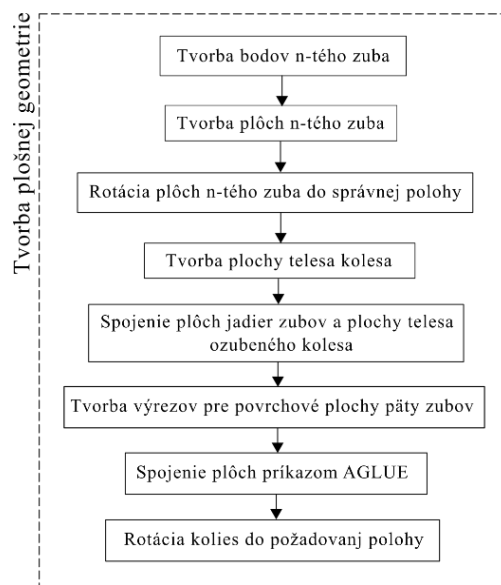 Tvorba plošnej geometrie
Tvorba bodov n-tého zuba
Tvorba plôch n-tého zuba
Rotácia plôch n-tého zuba do správnej polohy
Tvorba plochy telesa kolesa
Spojenie plôch jadier zubov a plochy telesa
ozubeného kolesa
Tvorba výrezov pre povrchové plochy päty zubov
Spojenie plôch príkazom AGLUE
Rotácia kolies do požadovanj polohy